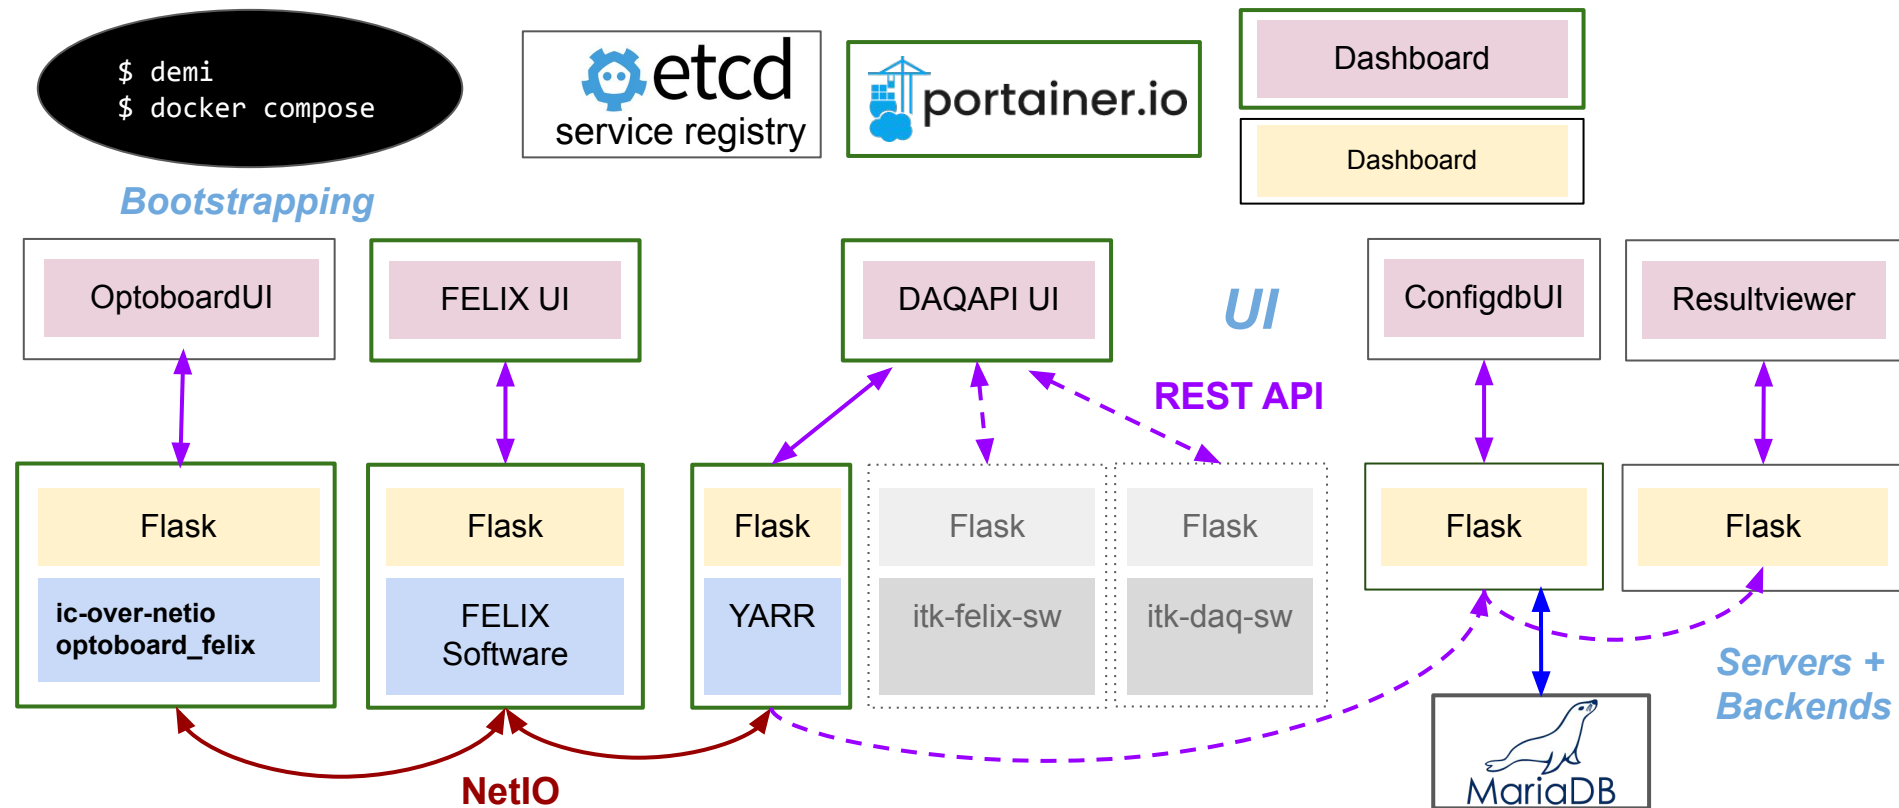 $ demi
$ docker compose
etcd
service registry
portainer.io
Dashboard
Dashboard
Bootstrapping
OptoboardUI
FELIX UI
DAQAPI UI
UI
ConfigdbUI
Resultviewer
REST API
Flask
Flask
Flask
Flask
Flask
Flask
Flask
ic-over-netio
optoboard_felix
FELIX
Software
YARR
itk-felix-sw
itk-daq-sw
Servers +
Backends
NetIO
MariaDB